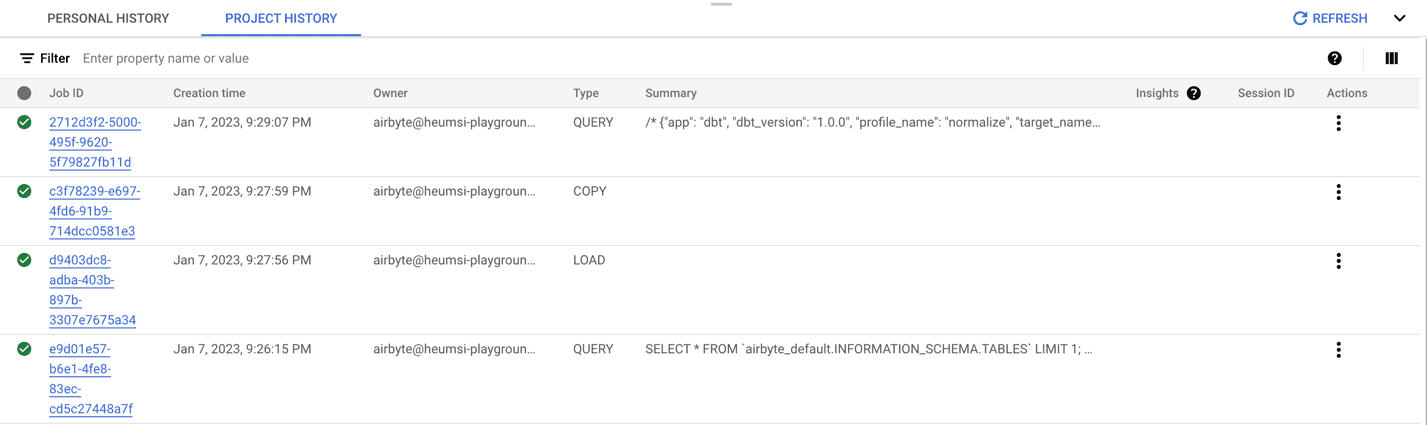 PERSONAL HISTORY PROJECT HISTORY REFRESH
Filter Enter property name or value ?
Job ID Creation time Owner Type Summary Insights ? Session ID Actions
2712d3f2-5000- Jan 7, 2023, 9:29:07 PM airbyte@heumsi-playgroun... QUERY /* {"app": "dbt", "dbt_version": "1.0.0", "profile_name": "normalize", "target_name...
495f-9620-
5f79827fb11d
c3f78239-e697- Jan 7, 2023, 9:27:59 PM airbyte@heumsi-playgroun... COPY
4fd6-91b9-
714dcc0581e3
d9403dc8- Jan 7, 2023, 9:27:56 PM airbyte@heumsi-playgroun... LOAD
adba-403b-
897b-
3307e7675a34
e9d01e57- Jan 7, 2023, 9:26:15 PM airbyte@heumsi-playgroun... QUERY SELECT * FROM `airbyte_default.INFORMATION_SCHEMA.TABLES` LIMIT 1; ...
b6e1-4fe8-
83ec-
cd5c27448a7f